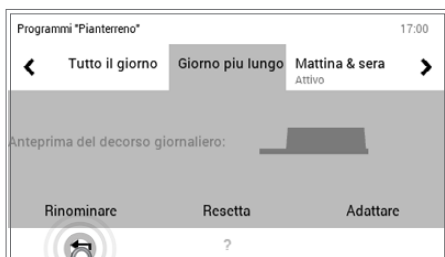 Programmi "Pianterreno" 17:00
Tutto il giorno Giorno piu lungo Mattina & sera
Attivo
Anteprima del decorso giornaliero:
Rinominare Resetta Adattare
?